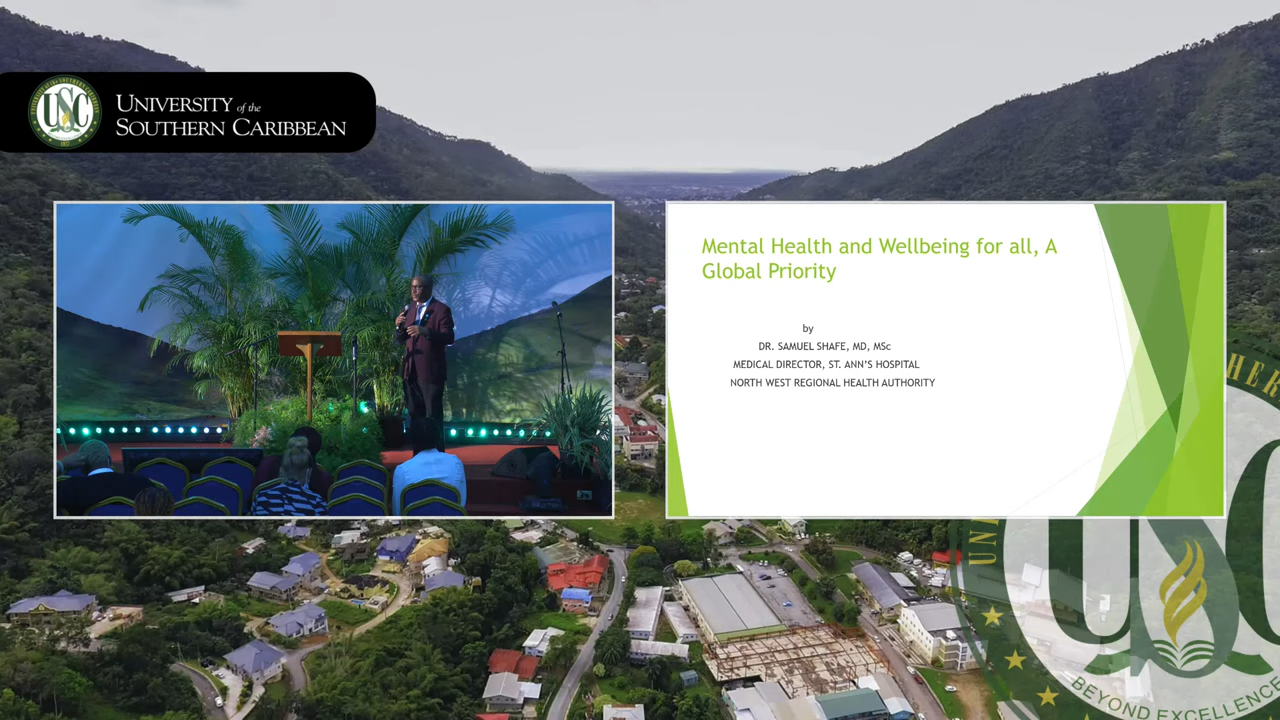 USC
UNIVERSITY of the
SOUTHERN CARIBBEAN
Mental Health and Wellbeing for all, A
Global Priority
by
DR. SAMUEL SHAFE, MD, MSc
MEDICAL DIRECTOR, ST. ANN'S HOSPITAL
NORTH WEST REGIONAL HEALTH AUTHORITY
BEYOND EXCELLENCE